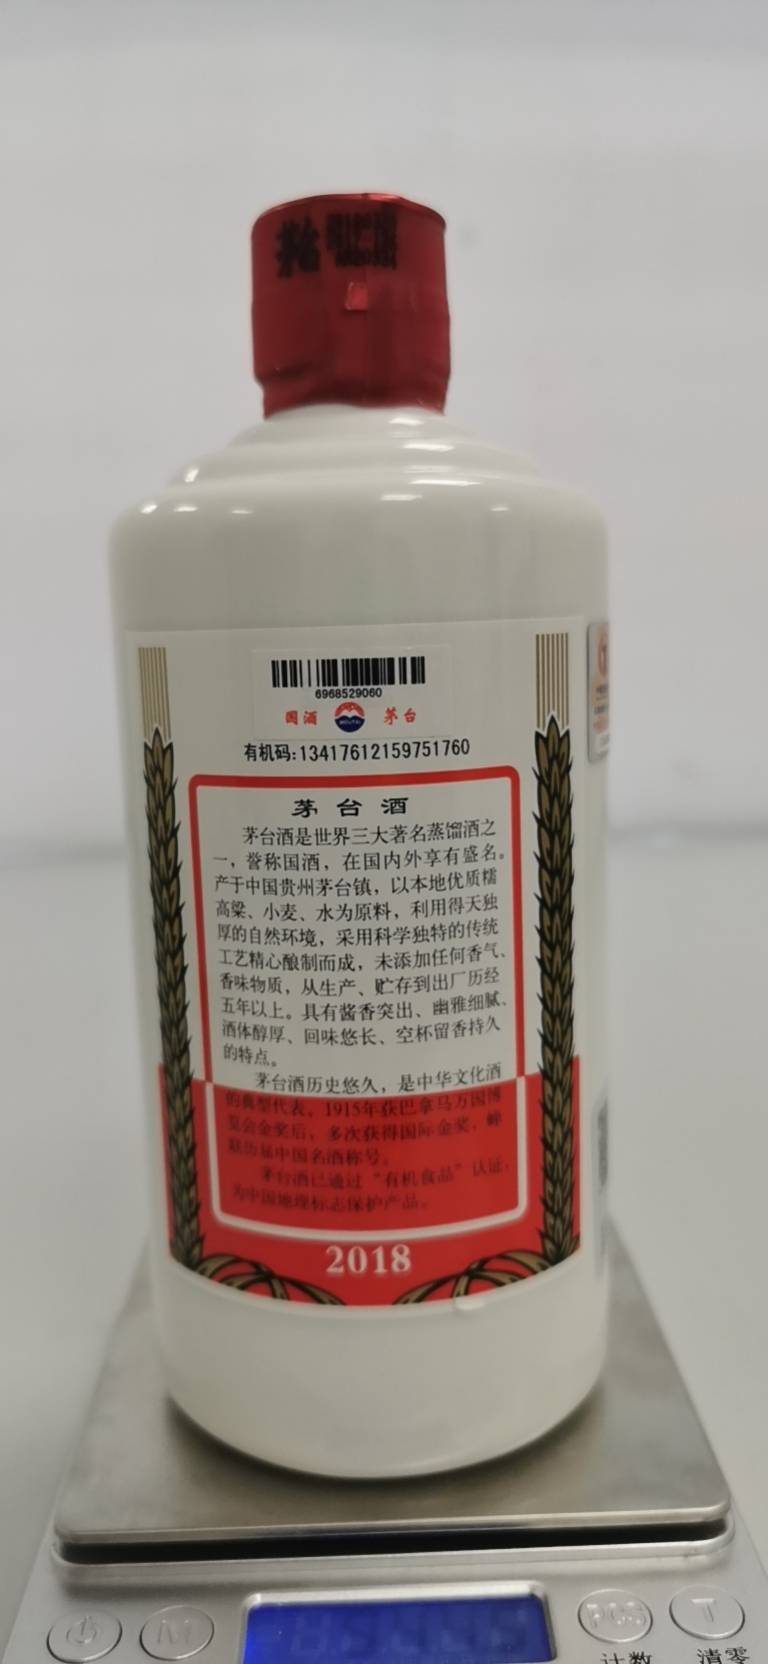 茅台
6968529060
国酒 MOUTAI 茅台
有机码:13417612159751760
茅台酒
茅台酒是世界三大著名蒸馏酒之
一，誉称国酒，在国内外享有盛名。
产于中国贵州茅台镇，以本地优质糯
高粱、小麦、水为原料，利用得天独
厚的自然环境，采用科学独特的传统
工艺精心酿制而成，未添加任何香气、
香味物质，从生产、贮存到出厂历经
五年以上。具有酱香突出、幽雅细腻、
酒体醇厚、回味悠长、空杯留香持久
的特点。
茅台酒历史悠久，是中华文化酒
的典型代表，1915年获巴拿马万国博
览会金奖后，多次获得国际金奖，蝉
联历届中国名酒称号。
茅台酒已通过“有机食品”认证，
为中国地理标志保护产品。
2018
M
PCS
T
计数 清零